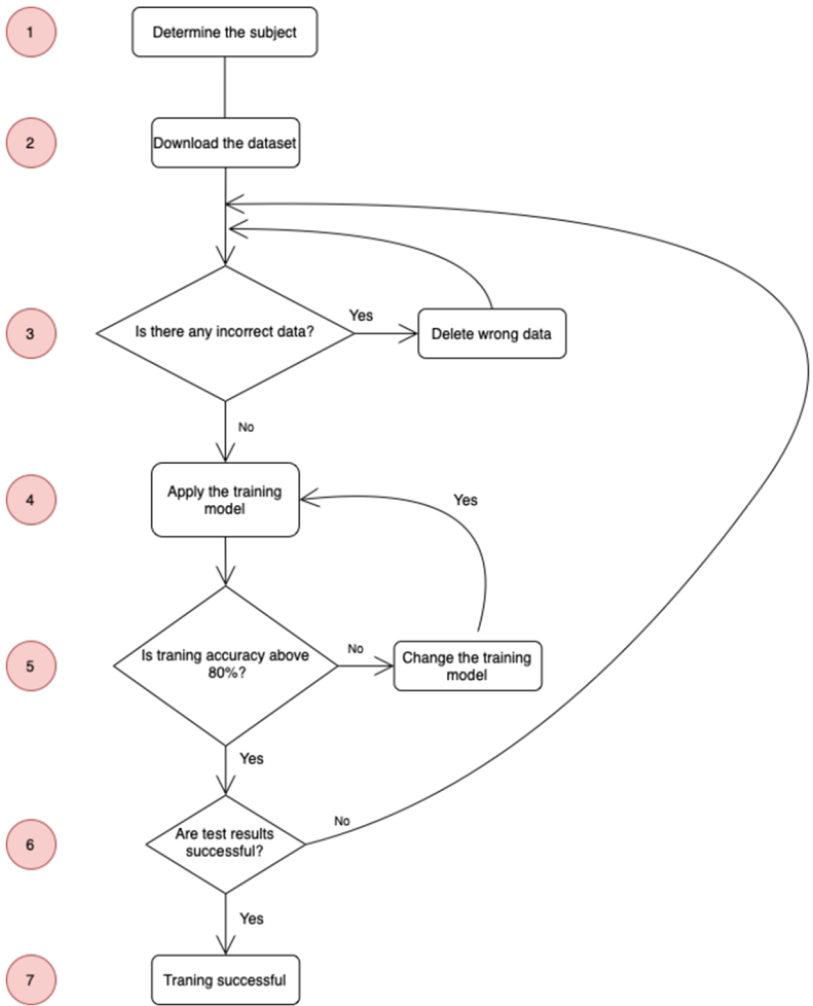 1
Determine the subject
2
Download the dataset
3
Is there any incorrect data?
Yes
Delete wrong data
No
4
Apply the training
model
Yes
5
Is traning accuracy above
80%?
No
Change the training
model
Yes
6
Are test results
successful?
No
Yes
7
Traning successful